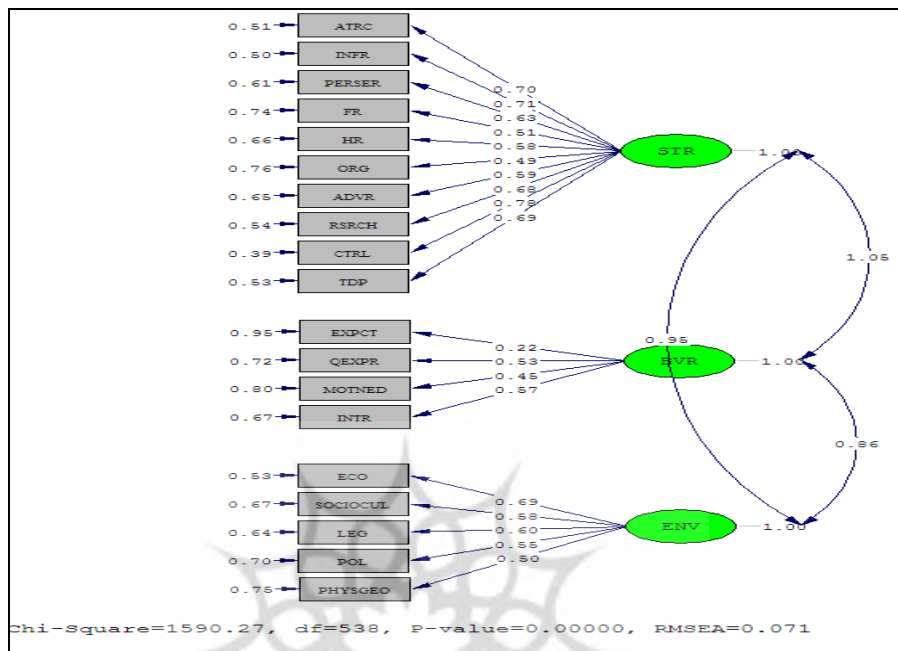 0.51 ATRC
0.50 INFR
0.61 PERSER
0.74 FR
0.66 HR
0.76 ORG
0.65 ADVR
0.54 RSRCH
0.39 CTRL
0.53 TDP
0.70
0.71
0.63
0.51
0.58
0.49
0.59
0.68
0.78
0.69
STR 1.00
1.05
0.95 EXPCT
0.72 QEXPR
0.80 MOTNED
0.67 INTR
0.22
0.53
0.45
0.57
0.95
BVR 1.00
0.86
0.53 ECO
0.67 SOCIOCUL
0.64 LEG
0.70 POL
0.75 PHYSGEO
0.69
0.58
0.60
0.55
0.50
ENV 1.00
Chi-Square=1590.27, df=538, P-value=0.00000, RMSEA=0.071